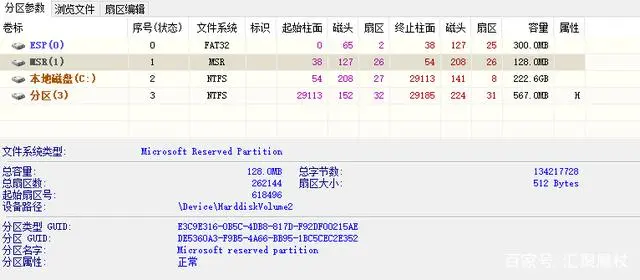 分区参数 浏览文件 扇区编辑
卷标 序号(状态) 文件系统 标识 起始柱面 磁头 扇区 终止柱面 磁头 扇区 容量 属性
ESP(0) 0 FAT32 0 65 2 38 127 25 300.0MB
MSR(1) 1 MSR 38 127 26 54 208 26 128.0MB
本地磁盘(C:) 2 NTFS 54 208 27 29113 141 8 222.6GB
分区(3) 3 NTFS 29113 152 32 29185 224 31 567.0MB H
文件系统类型: Microsoft Reserved Partition
总容量: 128.0MB 总字节数: 134217728
总扇区数: 262144 扇区大小: 512 Bytes
起始扇区号: 618496
设备路径: \Device\HarddiskVolume2
分区类型 GUID: E3C9E316-0B5C-4DB8-817D-F92DF00215AE
分区 GUID: DE5360A3-F9B5-4A66-BB95-1BC5CEC2E352
分区名字: Microsoft reserved partition
分区属性: 正常
百家号